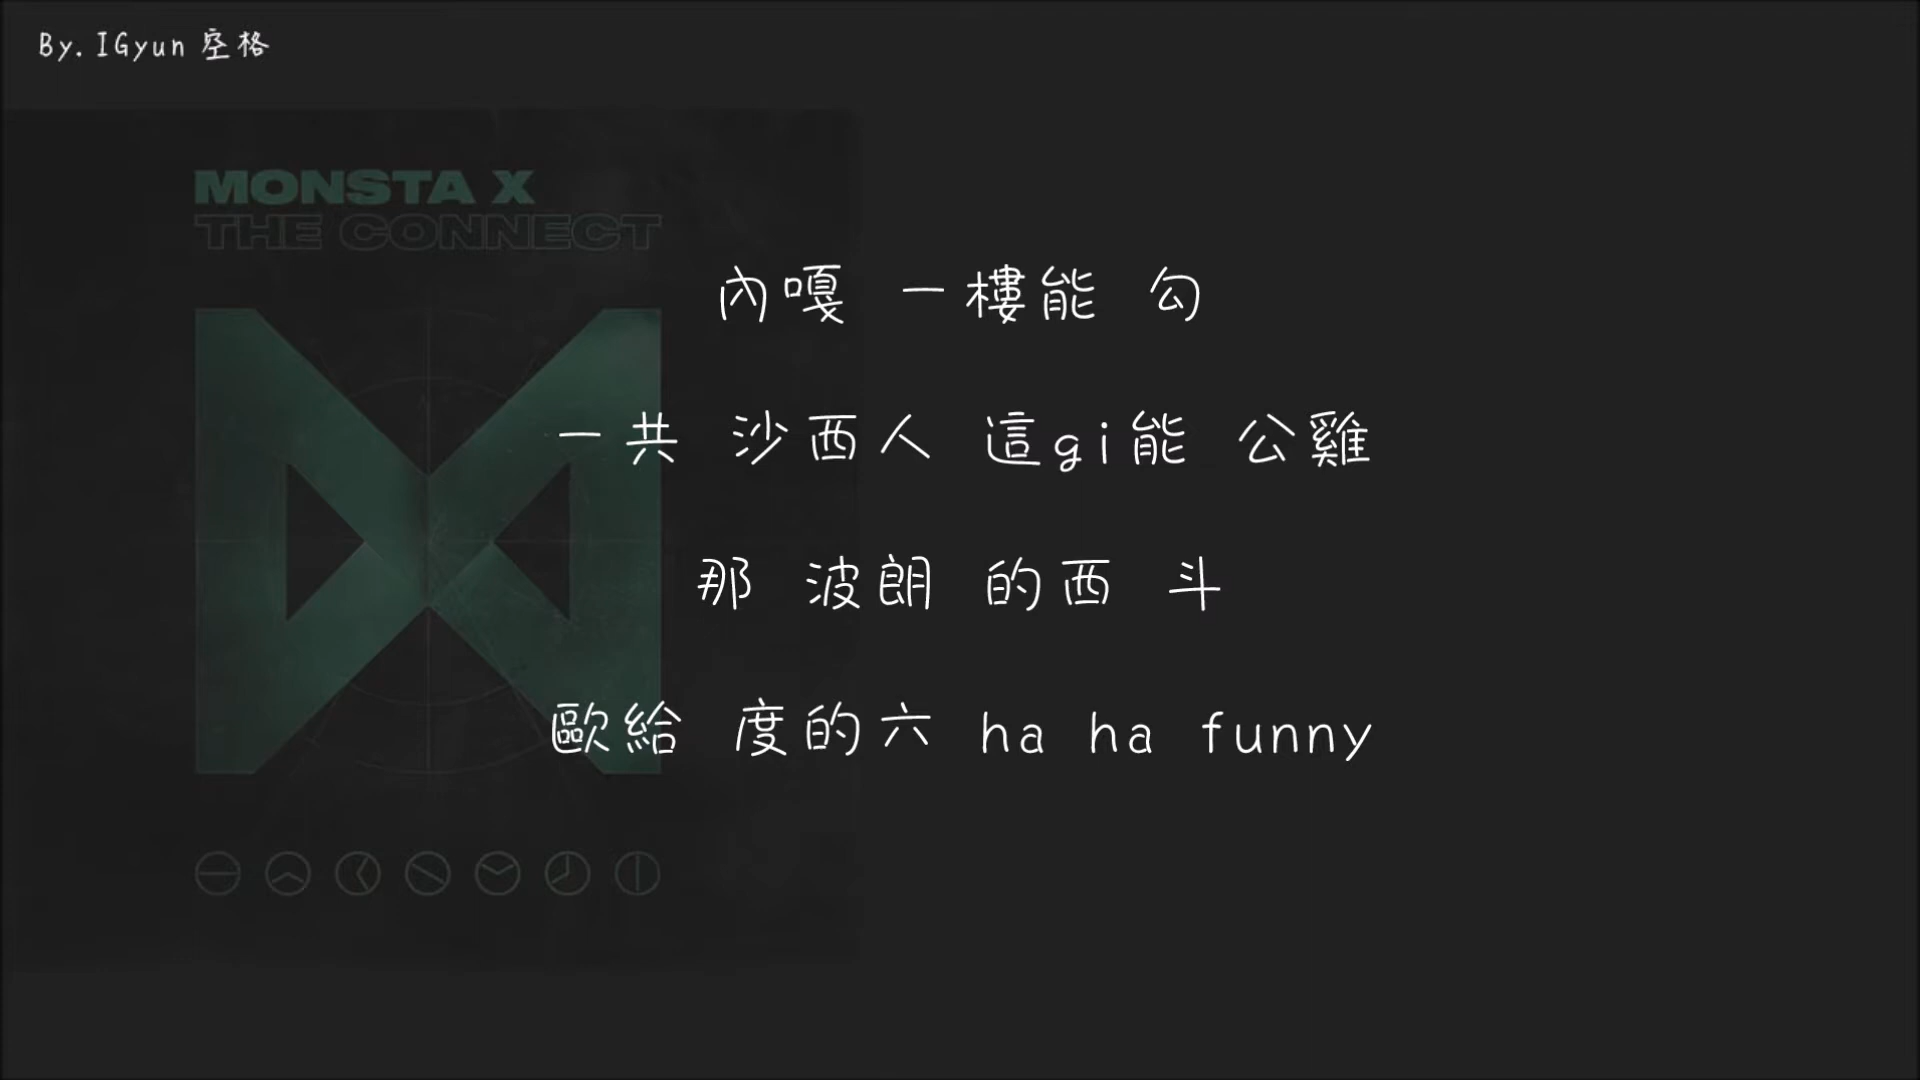 By. IGyun 空格
MONSTA X
THE CONNECT
內嘎 一樓能 勾
一共 沙西人 這gi能 公雞
那 波朗 的西 斗
歐給 度的六 ha ha funny